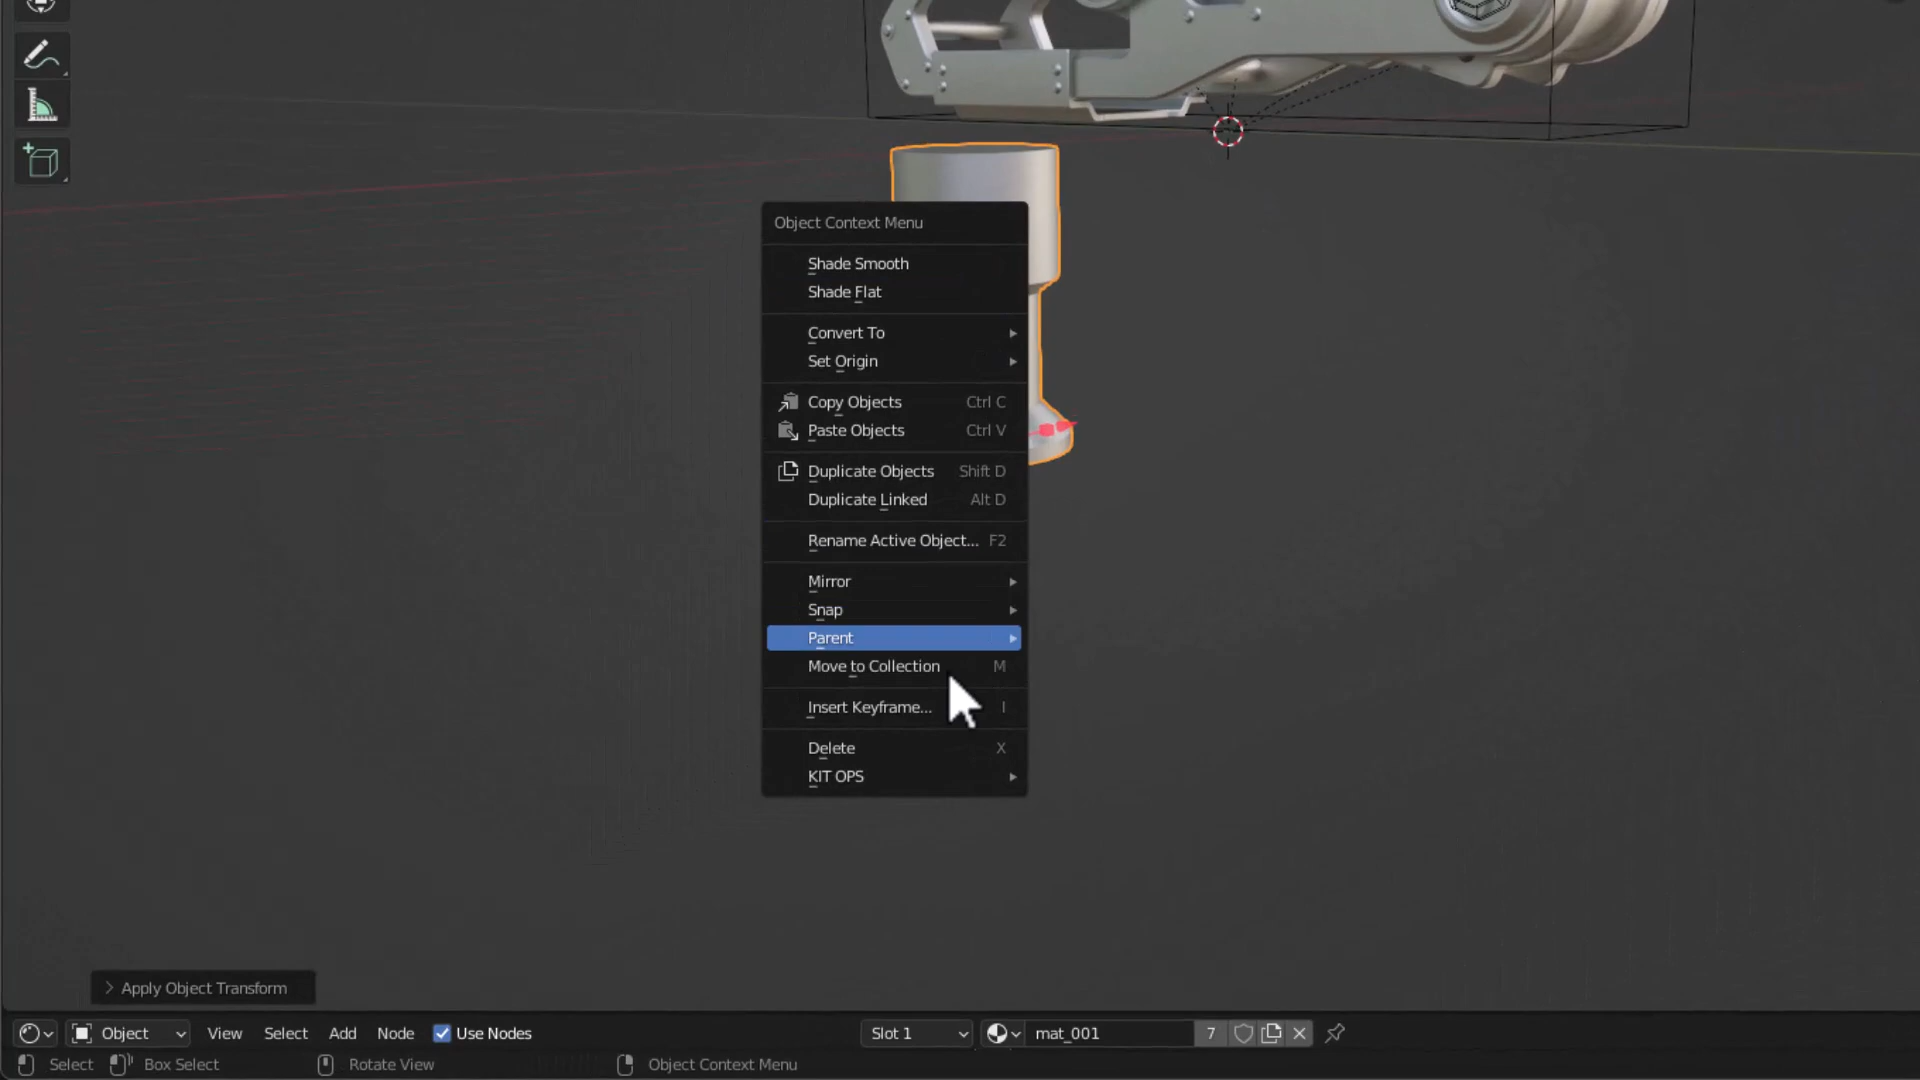 Object Context Menu
Shade Smooth
Shade Flat
Convert To
Set Origin
Copy Objects Ctrl C
Paste Objects Ctrl V
Duplicate Objects Shift D
Duplicate Linked Alt D
Rename Active Object... F2
Mirror
Snap
Parent
Move to Collection M
Insert Keyframe... I
Delete X
KIT OPS
Apply Object Transform
Object View Select Add Node Use Nodes Slot 1 mat_001 7
Select Box Select Rotate View Object Context Menu